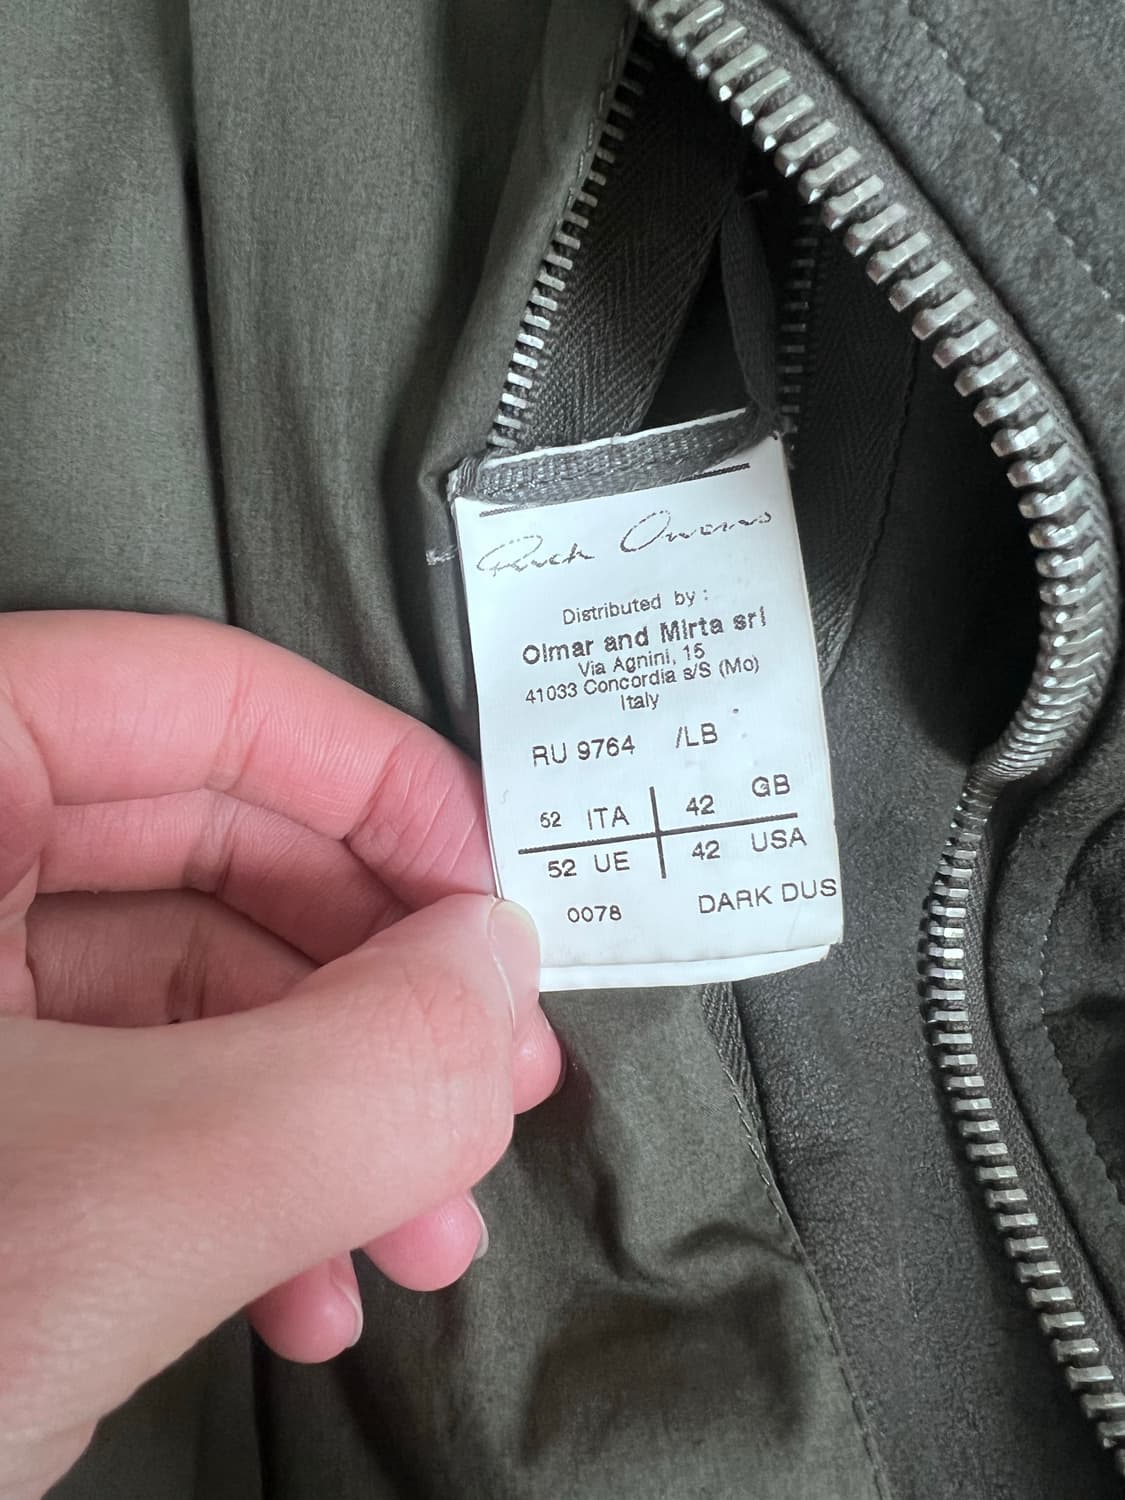 Rick Owens
Distributed by :
Olmar and Mirta srl
Via Agnini, 15
41033 Concordia s/S (Mo)
Italy
RU 9764 /LB
52 ITA 42 GB
52 UE 42 USA
0078 DARK DUS